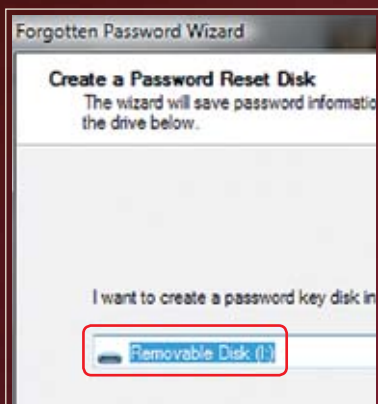 Forgotten Password Wizard
Create a Password Reset Disk
The wizard will save password informatio
the drive below.
I want to create a password key disk in
Removable Disk (I:)